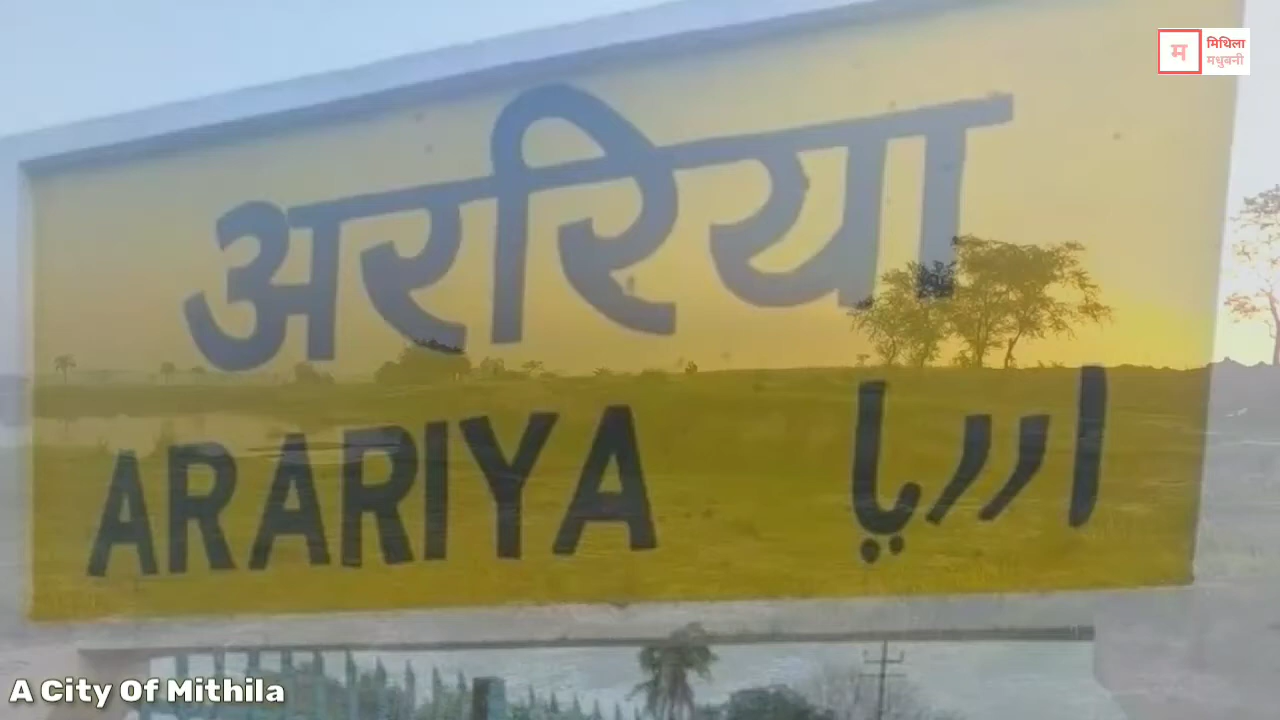 म
मिथिला
मधुबनी
अररिया
ARARIYA
ارریا
A City Of Mithila